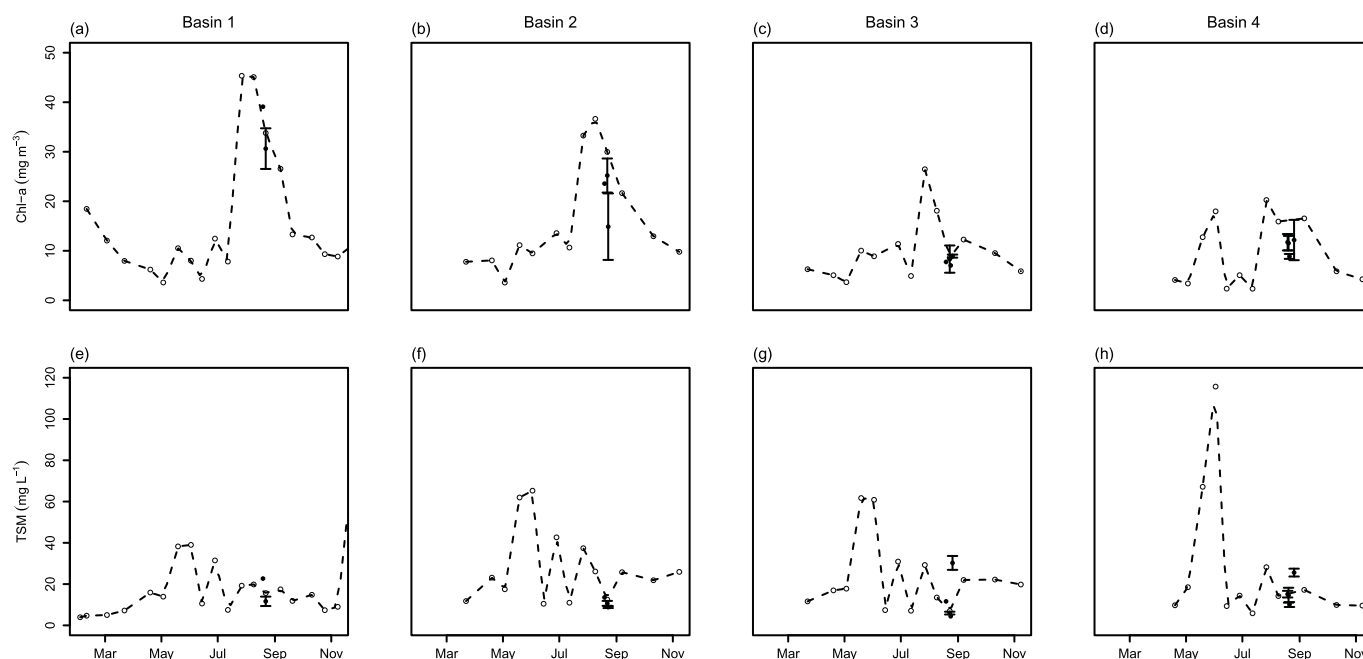 Basin 1 Basin 2 Basin 3 Basin 4
(a) (b) (c) (d)
Chl−a (mg m−3)
50
40
30
20
10
0
(e) (f) (g) (h)
TSM (mg L−1)
120
100
80
60
40
20
0
Mar May Jul Sep Nov Mar May Jul Sep Nov Mar May Jul Sep Nov Mar May Jul Sep Nov